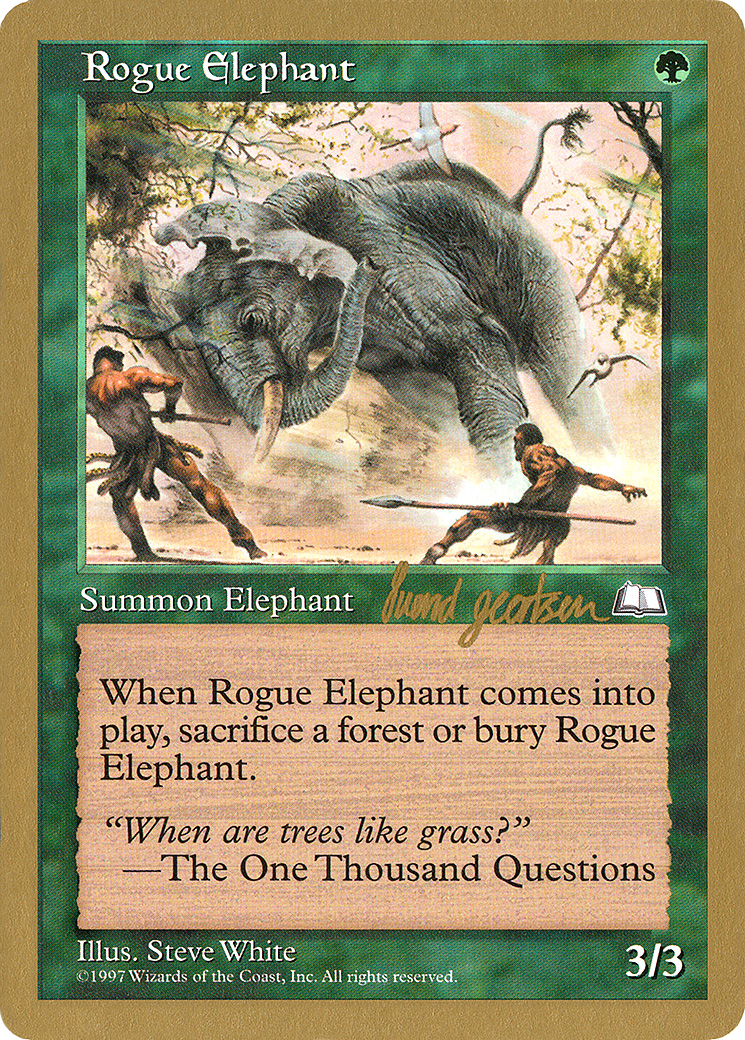 Rogue Elephant
Summon Elephant
Svend Geertsen
When Rogue Elephant comes into
play, sacrifice a forest or bury Rogue
Elephant.
“When are trees like grass?”
—The One Thousand Questions
Illus. Steve White
©1997 Wizards of the Coast, Inc. All rights reserved.
3/3